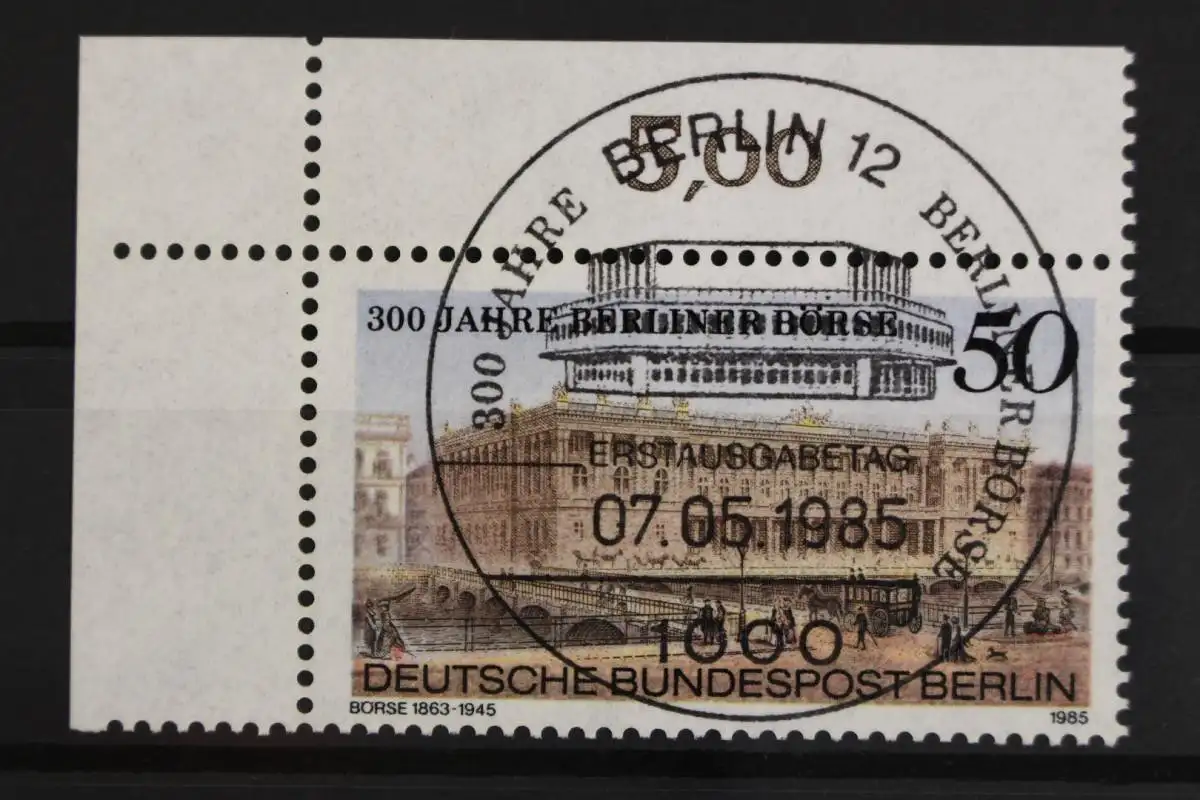 5,00
BERLIN 12
300 JAHRE BERLINER BÖRSE
300 JAHRE BERLINER BÖRSE
50
ERSTAUSGABETAG
07.05.1985
1000
DEUTSCHE BUNDESPOST BERLIN
BÖRSE 1863-1945
1985